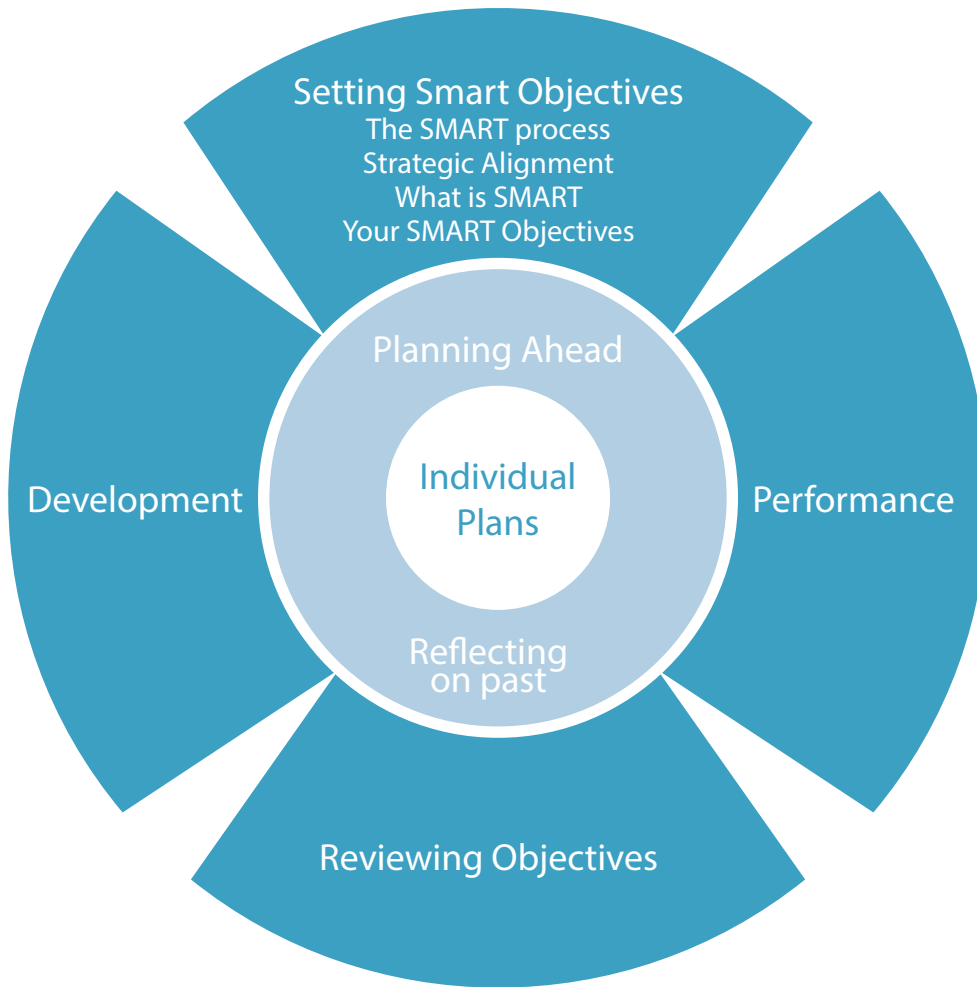 Setting Smart Objectives
The SMART process
Strategic Alignment
What is SMART
Your SMART Objectives
Planning Ahead
Individual
Plans
Development
Performance
Reflecting
on past
Reviewing Objectives